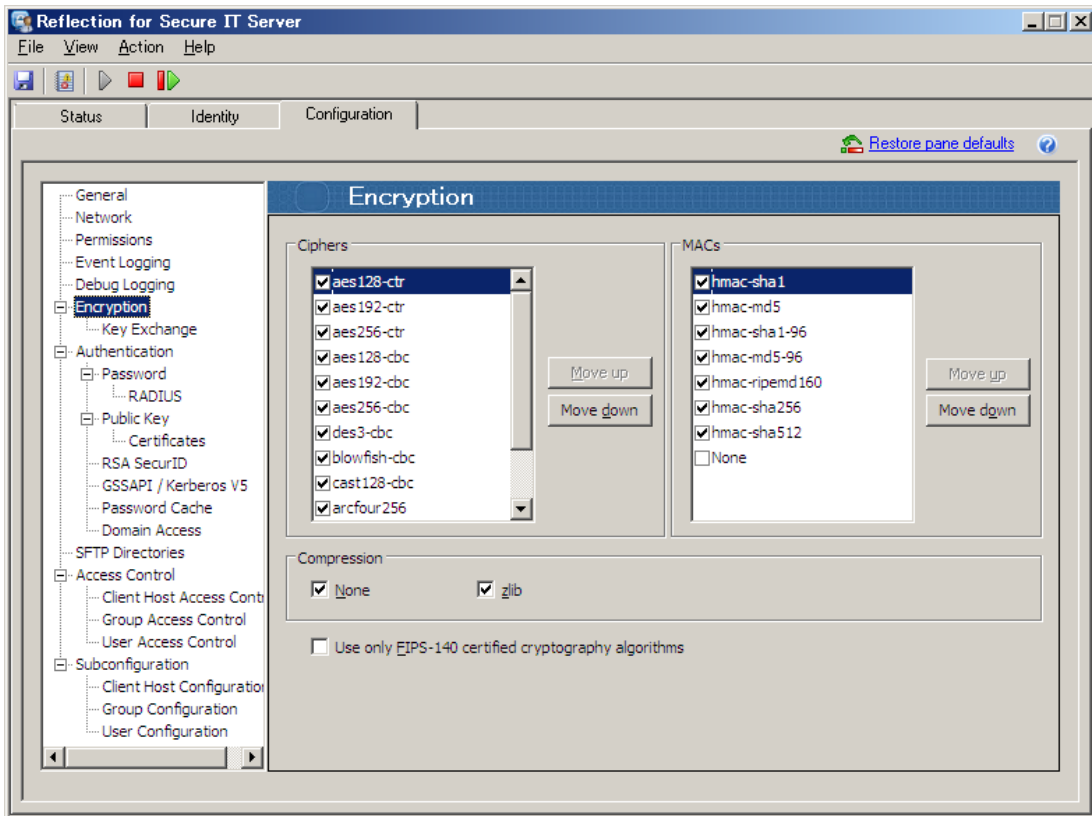 Reflection for Secure IT Server
File View Action Help
Status Identity Configuration
Restore pane defaults
General
Network
Permissions
Event Logging
Debug Logging
Encryption
Key Exchange
Authentication
Password
RADIUS
Public Key
Certificates
RSA SecurID
GSSAPI / Kerberos V5
Password Cache
Domain Access
SFTP Directories
Access Control
Client Host Access Conti
Group Access Control
User Access Control
Subconfiguration
Client Host Configuration
Group Configuration
User Configuration
Encryption
Ciphers
aes128-ctr
aes192-ctr
aes256-ctr
aes128-cbc
aes192-cbc
aes256-cbc
des3-cbc
blowfish-cbc
cast128-cbc
arcfour256
Move up
Move down
MACs
hmac-sha1
hmac-md5
hmac-sha1-96
hmac-md5-96
hmac-ripemd160
hmac-sha256
hmac-sha512
None
Move up
Move down
Compression
None zlib
Use only FIPS-140 certified cryptography algorithms